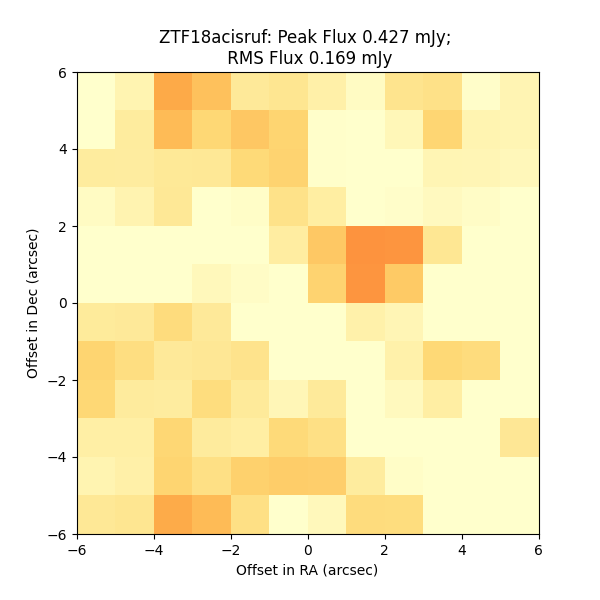 ZTF18acisruf: Peak Flux 0.427 mJy;
RMS Flux 0.169 mJy
6
4
2
0
−2
−4
−6
Offset in Dec (arcsec)
−6 −4 −2 0 2 4 6
Offset in RA (arcsec)